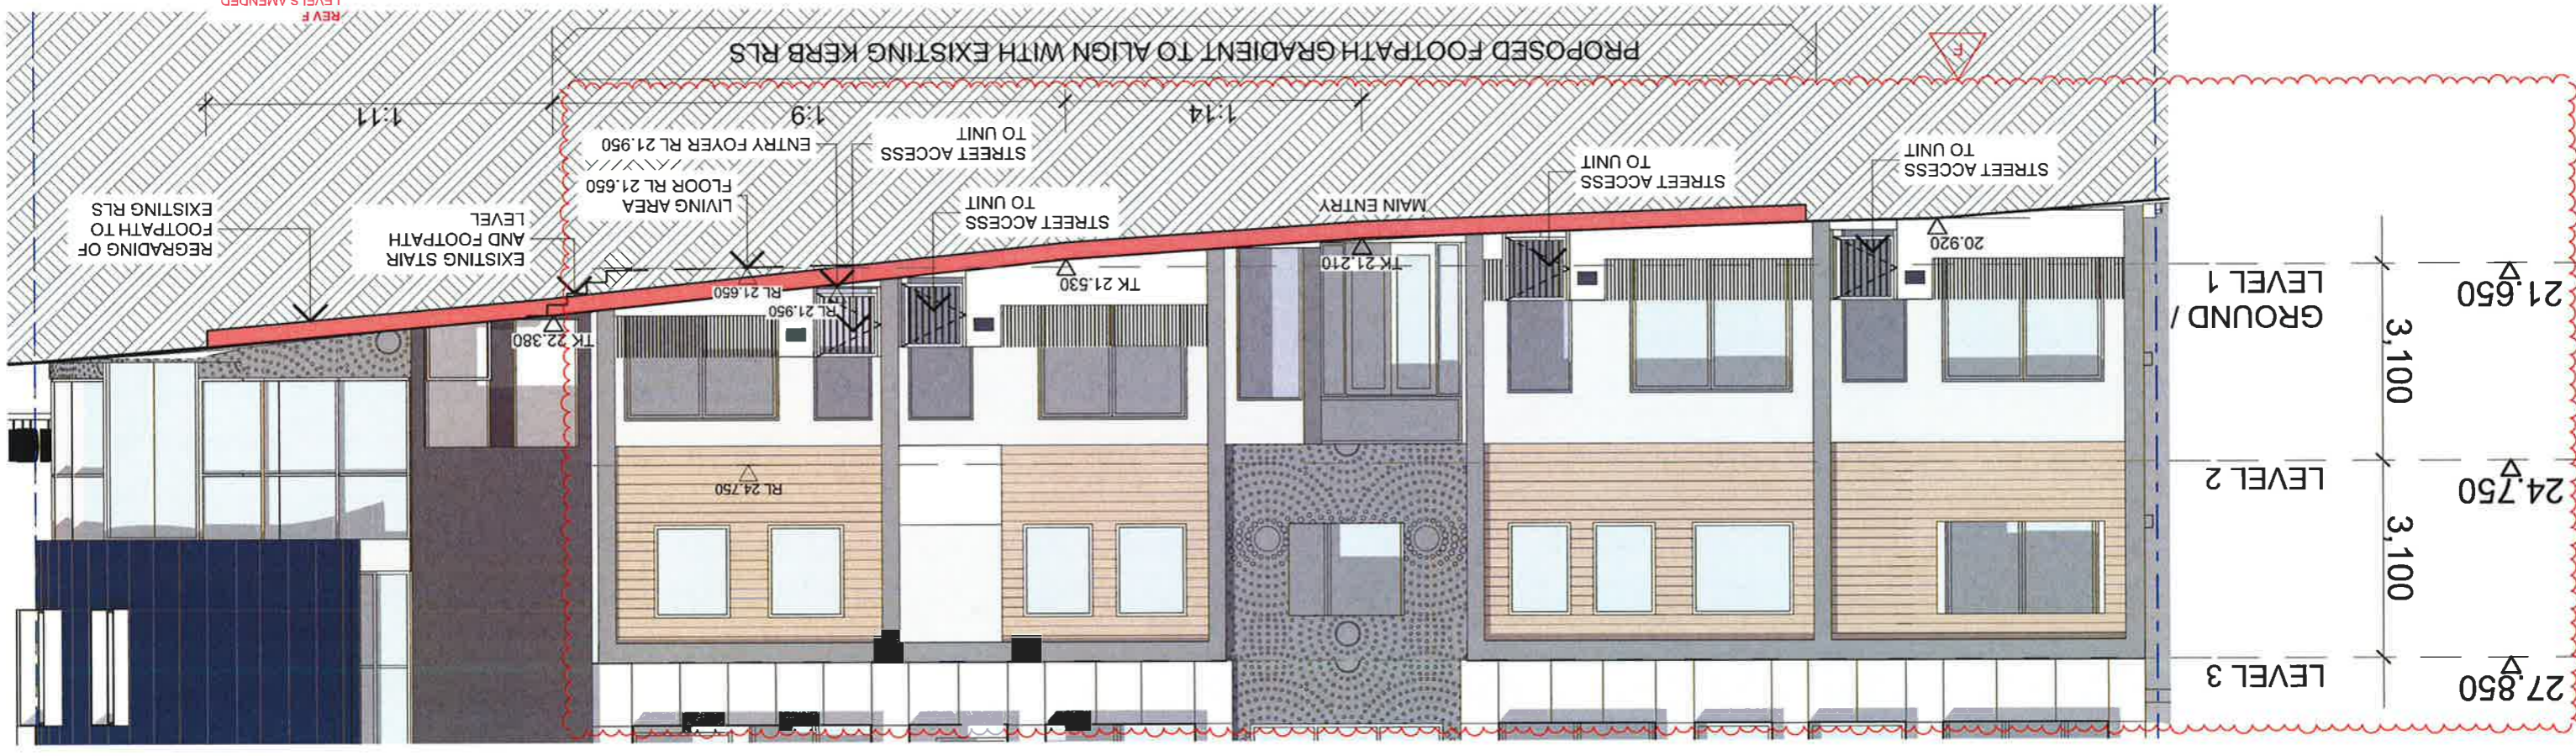 27.850
LEVEL 3
3,100
24.750
LEVEL 2
3,100
21.650
GROUND /
LEVEL 1
RL 24.750
TK 22.380
RL 21.950
RL 21.650
TK 21.530
TK 21.210
20.920
MAIN ENTRY
STREET ACCESS
TO UNIT
STREET ACCESS
TO UNIT
STREET ACCESS
TO UNIT
STREET ACCESS
TO UNIT
EXISTING STAIR
AND FOOTPATH
LEVEL
REGRADING OF
FOOTPATH TO
EXISTING RLS
LIVING AREA
FLOOR RL 21.650
ENTRY FOYER RL 21.950
1:14
1:9
1:11
F
PROPOSED FOOTPATH GRADIENT TO ALIGN WITH EXISTING KERB RLS
REV F
LEVELS AMENDED